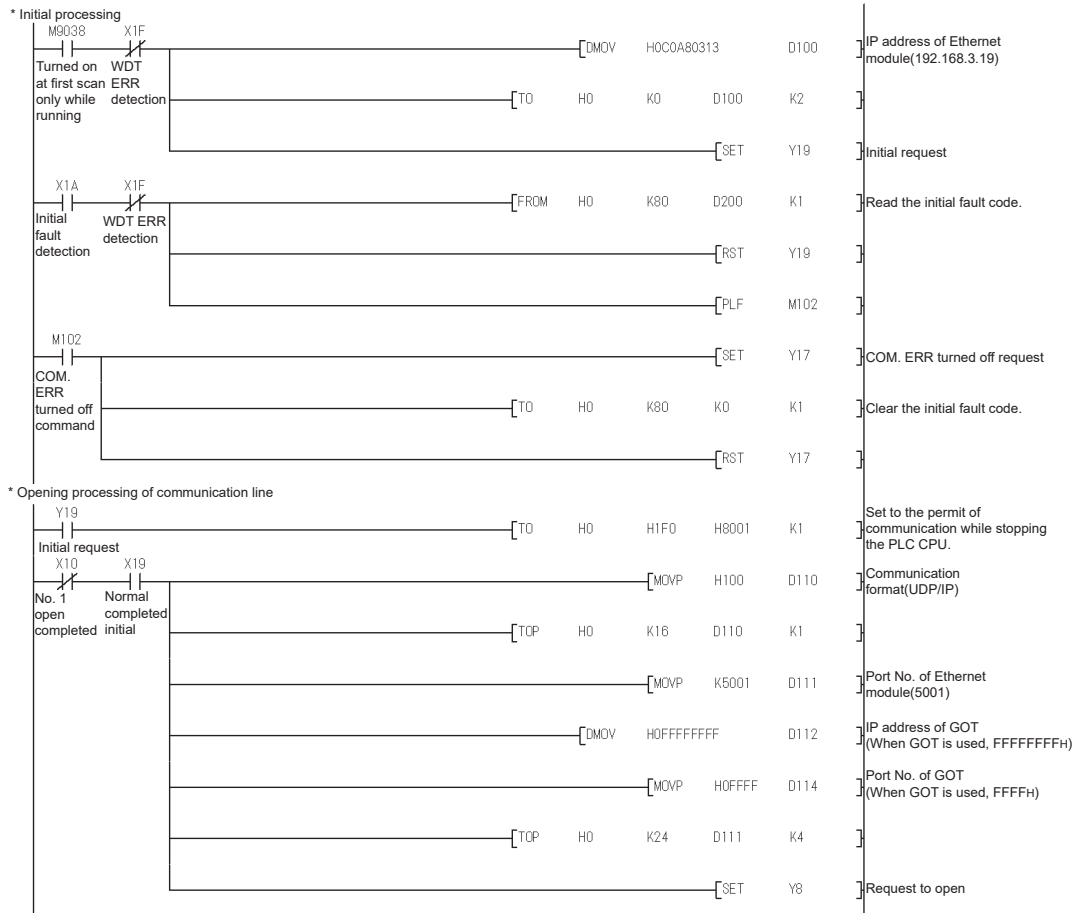 * Initial processing
M9038 X1F
[DMOV H0C0A80313 D100 ]
IP address of Ethernet
module(192.168.3.19)
Turned on
at first scan
only while
running
WDT
ERR
detection
[TO H0 K0 D100 K2 ]
[SET Y19 ]
Initial request
X1A X1F
[FROM H0 K80 D200 K1 ]
Read the initial fault code.
Initial
fault
detection
WDT ERR
detection
[RST Y19 ]
[PLF M102 ]
M102
[SET Y17 ]
COM. ERR turned off request
COM.
ERR
turned off
command
[TO H0 K80 K0 K1 ]
Clear the initial fault code.
[RST Y17 ]
* Opening processing of communication line
Y19
[TO H0 H1F0 H8001 K1 ]
Set to the permit of
communication while stopping
the PLC CPU.
Initial request
X10 X19
[MOVP H100 D110 ]
Communication
format(UDP/IP)
No. 1
open
completed
Normal
completed
initial
[TOP H0 K16 D110 K1 ]
[MOVP K5001 D111 ]
Port No. of Ethernet
module(5001)
[DMOV H0FFFFFFFF D112 ]
IP address of GOT
(When GOT is used, FFFFFFFFH)
[MOVP H0FFFF D114 ]
Port No. of GOT
(When GOT is used, FFFFH)
[TOP H0 K24 D111 K4 ]
[SET Y8 ]
Request to open